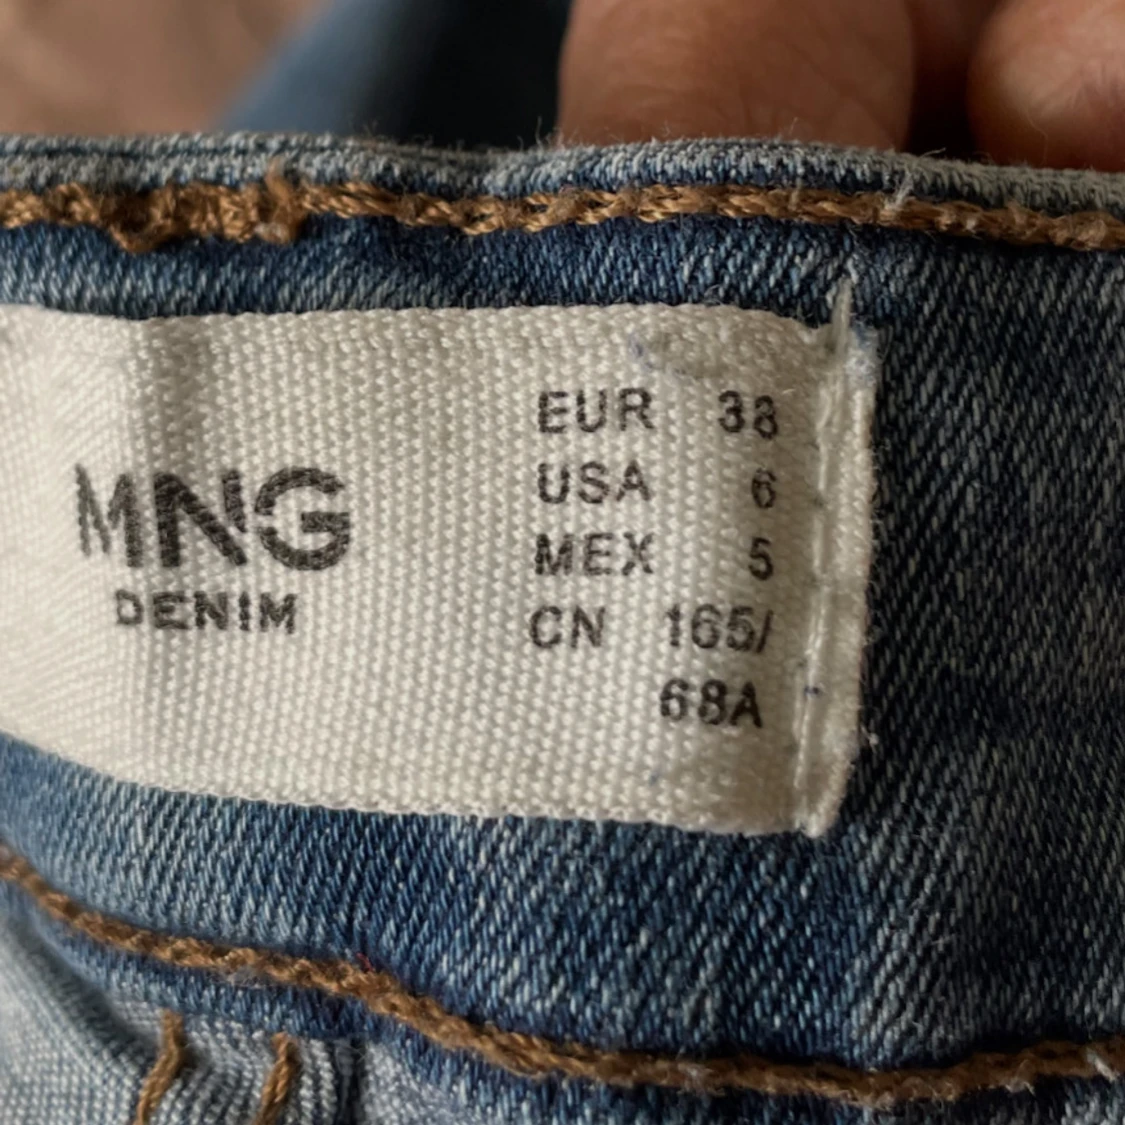 MNG
DENIM
EUR 38
USA 6
MEX 5
CN 165/
68A